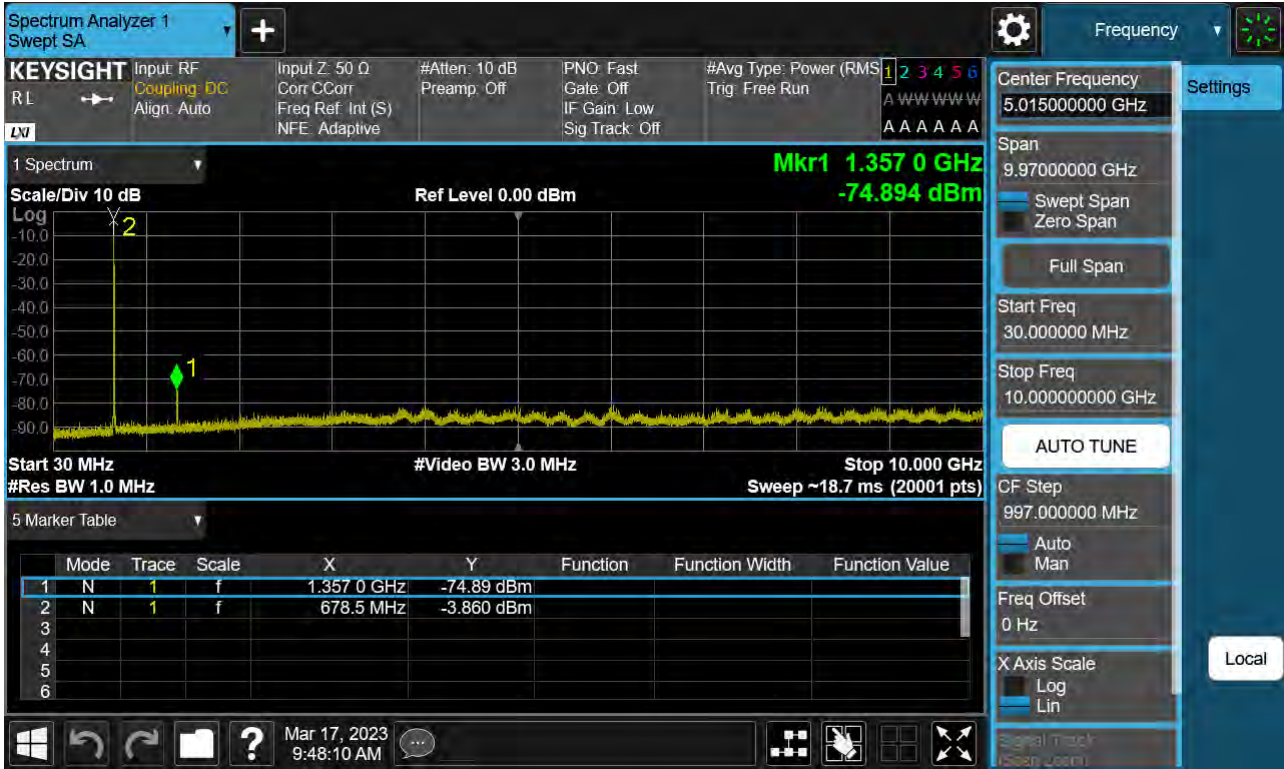 Spectrum Analyzer 1
Swept SA
Frequency
KEYSIGHT
RL
LXI
Input: RF
Coupling: DC
Align: Auto
Input Z: 50 Ω
Corr CCorr
Freq Ref: Int (S)
NFE: Adaptive
#Atten: 10 dB
Preamp: Off
PNO: Fast
Gate: Off
IF Gain: Low
Sig Track: Off
#Avg Type: Power (RMS
Trig: Free Run
1 2 3 4 5 6
A W W W W W
A A A A A A
1 Spectrum
Mkr1 1.357 0 GHz
-74.894 dBm
Scale/Div 10 dB
Ref Level 0.00 dBm
Log
-10.0
-20.0
-30.0
-40.0
-50.0
-60.0
-70.0
-80.0
-90.0
2
1
Start 30 MHz
#Video BW 3.0 MHz
Stop 10.000 GHz
#Res BW 1.0 MHz
Sweep ~18.7 ms (20001 pts)
5 Marker Table
Mode Trace Scale X Y Function Function Width Function Value
1 N 1 f 1.357 0 GHz -74.89 dBm
2 N 1 f 678.5 MHz -3.860 dBm
3
4
5
6
Center Frequency
5.015000000 GHz
Settings
Span
9.97000000 GHz
Swept Span
Zero Span
Full Span
Start Freq
30.000000 MHz
Stop Freq
10.000000000 GHz
AUTO TUNE
CF Step
997.000000 MHz
Auto
Man
Freq Offset
0 Hz
X Axis Scale
Log
Lin
Signal Track
(Span Zoom)
Local
?
Mar 17, 2023
9:48:10 AM